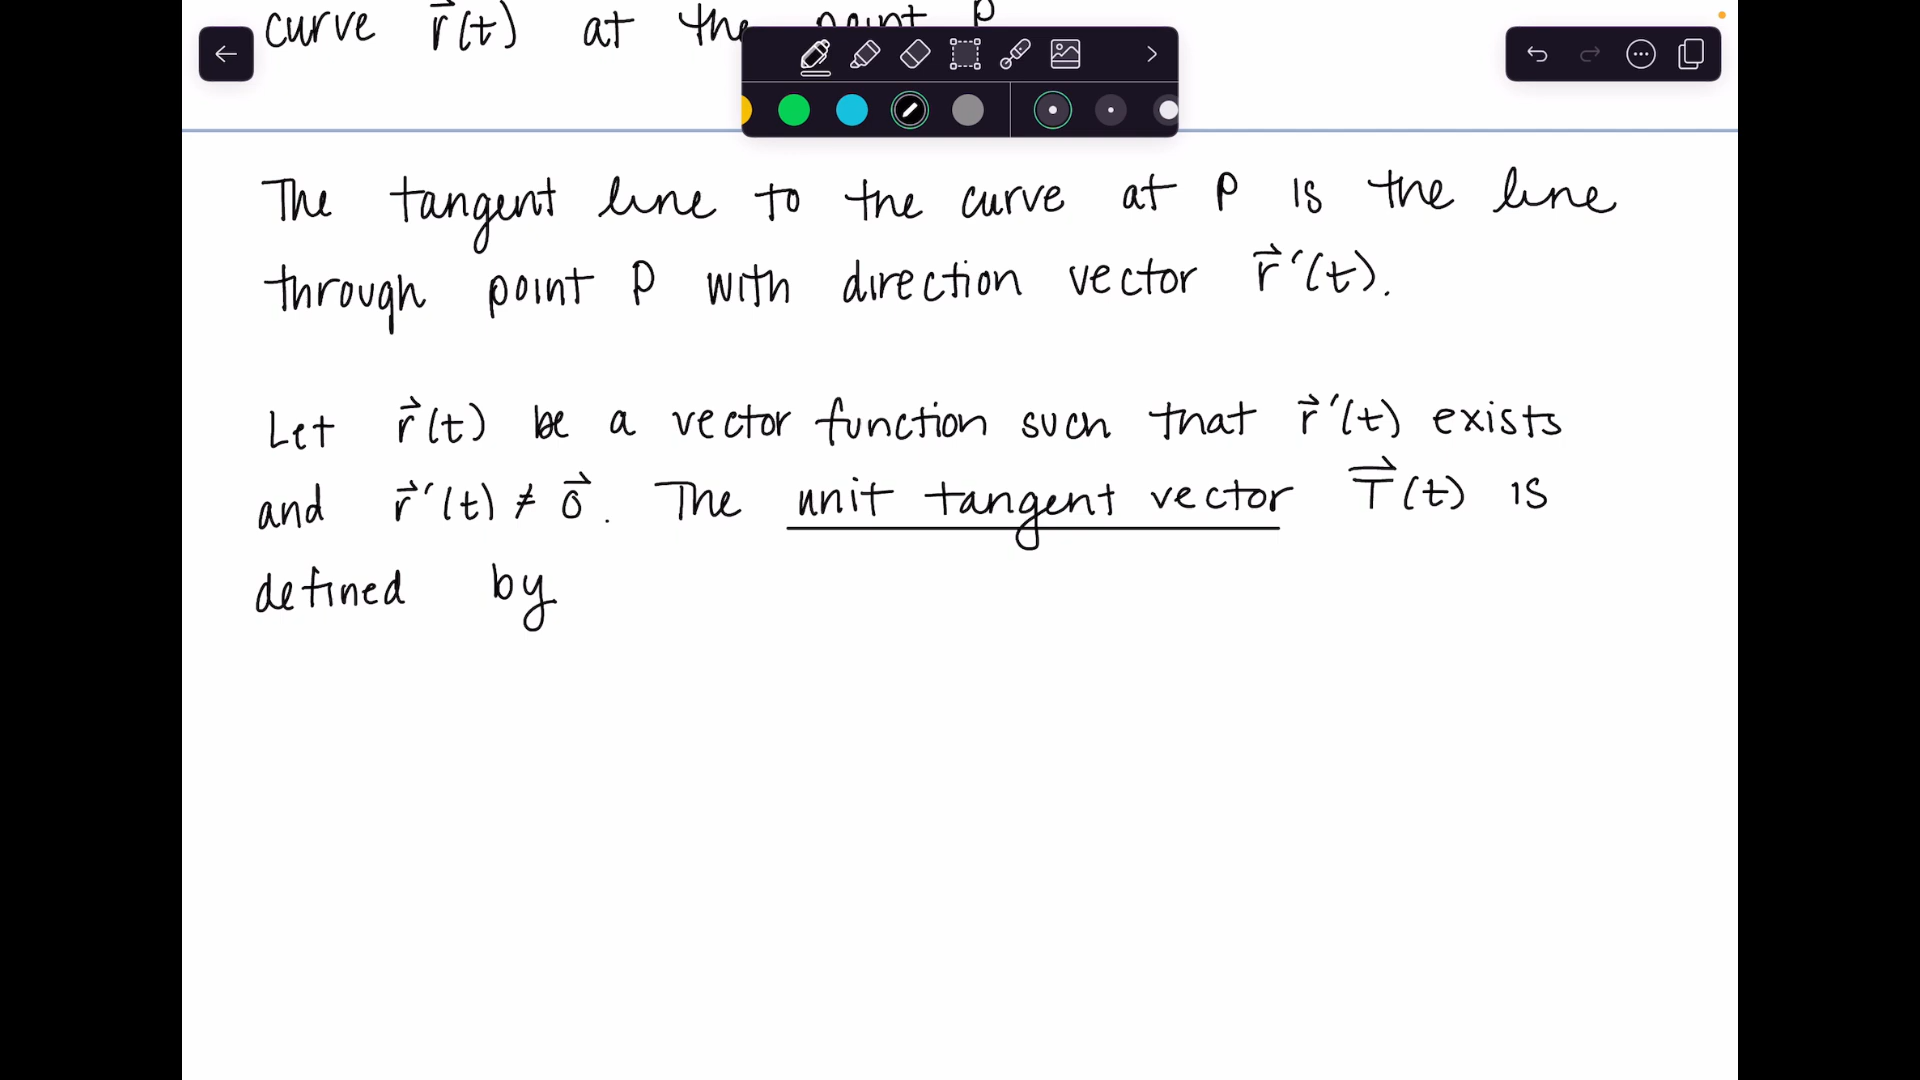 curve r⃗(t) at the point P
The tangent line to the curve at P is the line
through point P with direction vector r⃗′(t).
Let r⃗(t) be a vector function such that r⃗′(t) exists
and r⃗′(t) ≠ 0⃗. The unit tangent vector T⃗(t) is
defined by